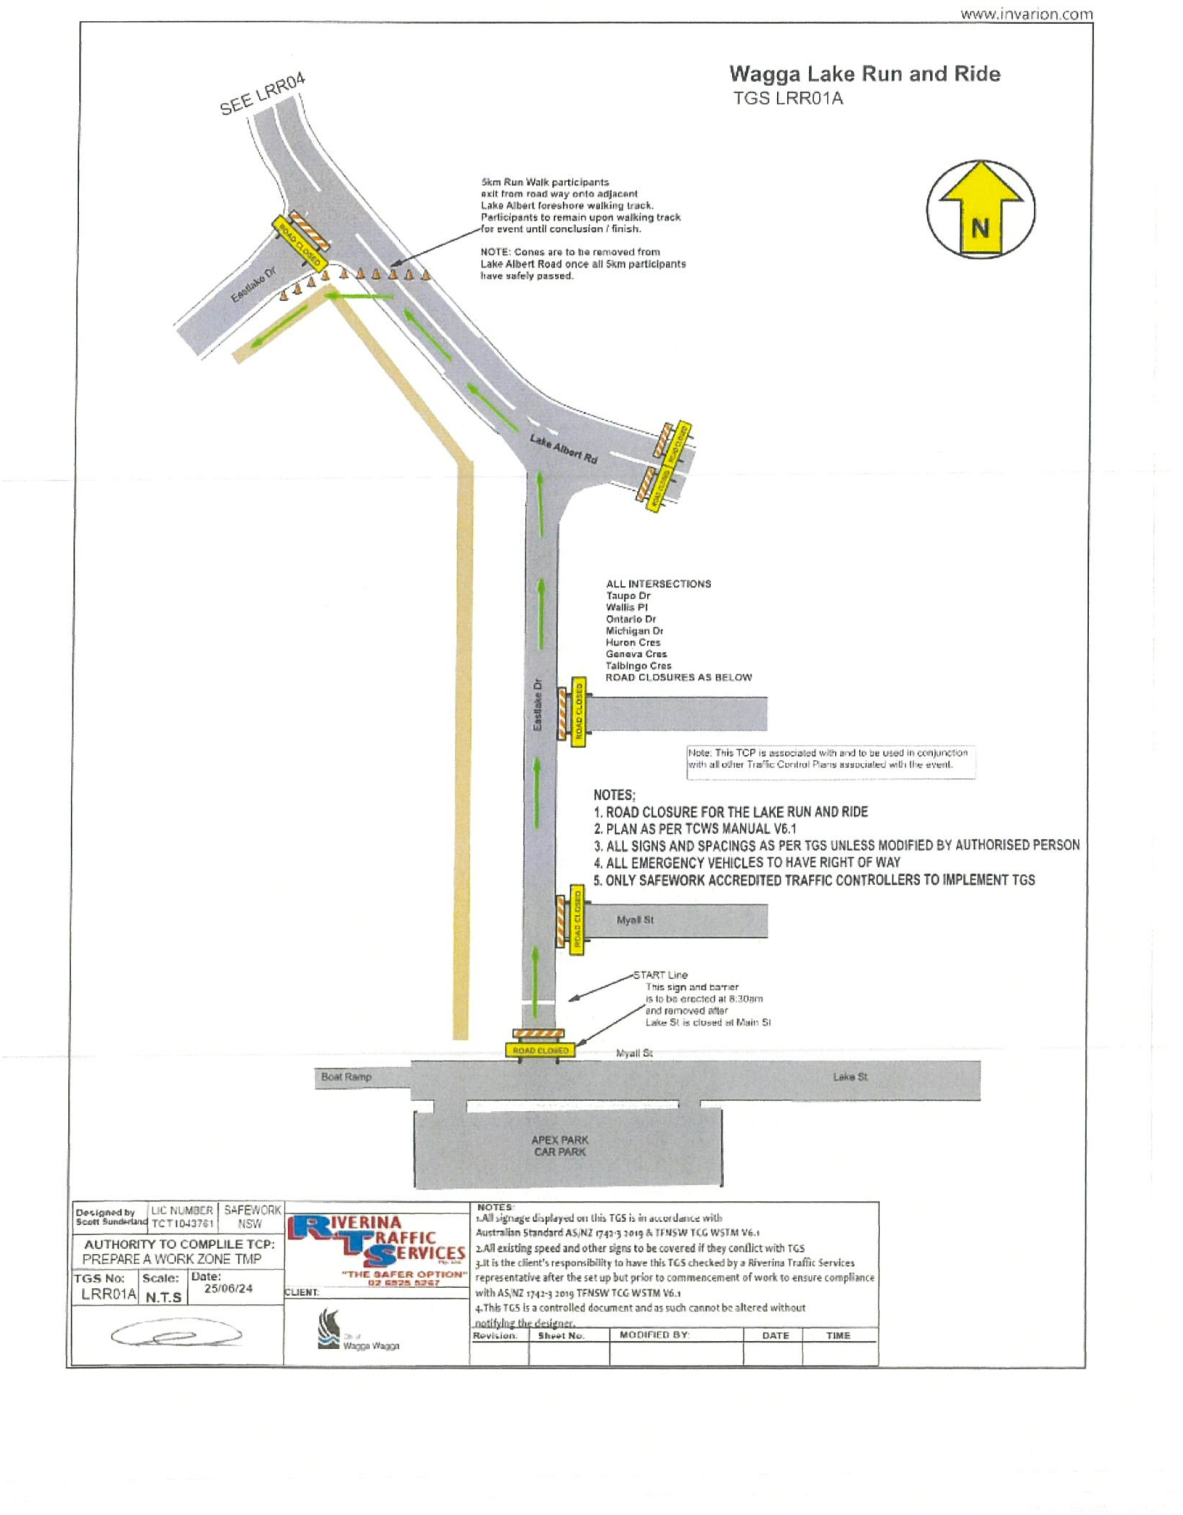 www.invarion.com
Wagga Lake Run and Ride
TGS LRR01A
SEE LRR04
5km Run Walk participants
exit from road way onto adjacent
Lake Albert foreshore walking track.
Participants to remain upon walking track
for event until conclusion / finish.
NOTE: Cones are to be removed from
Lake Albert Road once all 5km participants
have safely passed.
N
ROAD CLOSED
Eastlake Dr
Lake Albert Rd
ROAD CLOSED
ROAD CLOSED
ALL INTERSECTIONS
Taupo Dr
Wallis Pl
Ontario Dr
Michigan Dr
Huron Cres
Geneva Cres
Talbingo Cres
ROAD CLOSURES AS BELOW
Eastlake Dr
ROAD CLOSED
Note: This TCP is associated with and to be used in conjunction
with all other Traffic Control Plans associated with the event.
NOTES;
1. ROAD CLOSURE FOR THE LAKE RUN AND RIDE
2. PLAN AS PER TCWS MANUAL V6.1
3. ALL SIGNS AND SPACINGS AS PER TGS UNLESS MODIFIED BY AUTHORISED PERSON
4. ALL EMERGENCY VEHICLES TO HAVE RIGHT OF WAY
5. ONLY SAFEWORK ACCREDITED TRAFFIC CONTROLLERS TO IMPLEMENT TGS
ROAD CLOSED
Myall St
START Line
This sign and barrier
is to be erected at 8:30am
and removed after
Lake St is closed at Main St
ROAD CLOSED
Myall St
Boat Ramp
Lake St
APEX PARK
CAR PARK
Designed by
Scott Sunderland
LIC NUMBER
TCT1043761
SAFEWORK
NSW
AUTHORITY TO COMPLILE TCP:
PREPARE A WORK ZONE TMP
TGS No:
LRR01A
Scale:
N.T.S
Date:
25/06/24
RIVERINA
TRAFFIC
SERVICES
Pty. Ltd.
"THE SAFER OPTION"
02 6925 5267
CLIENT:
City of
Wagga Wagga
NOTES:
1.All signage displayed on this TGS is in accordance with
Australian Standard AS/NZ 1742-3 2019 & TFNSW TCG WSTM V6.1
2.All existing speed and other signs to be covered if they conflict with TGS
3.It is the client's responsibility to have this TGS checked by a Riverina Traffic Services
representative after the set up but prior to commencement of work to ensure compliance
with AS/NZ 1742-3 2019 TFNSW TCG WSTM V6.1
4.This TGS is a controlled document and as such cannot be altered without
notifying the designer.
Revision:
Sheet No:
MODIFIED BY:
DATE
TIME